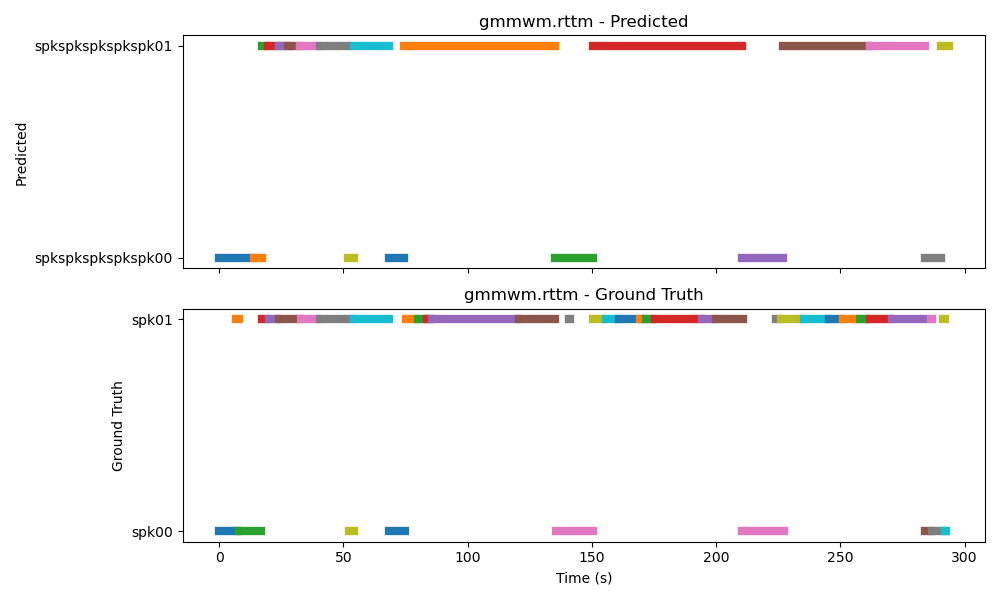 gmmwm.rttm - Predicted
spkspkspkspkspk01
Predicted
spkspkspkspkspk00
gmmwm.rttm - Ground Truth
spk01
Ground Truth
spk00
0 50 100 150 200 250 300
Time (s)